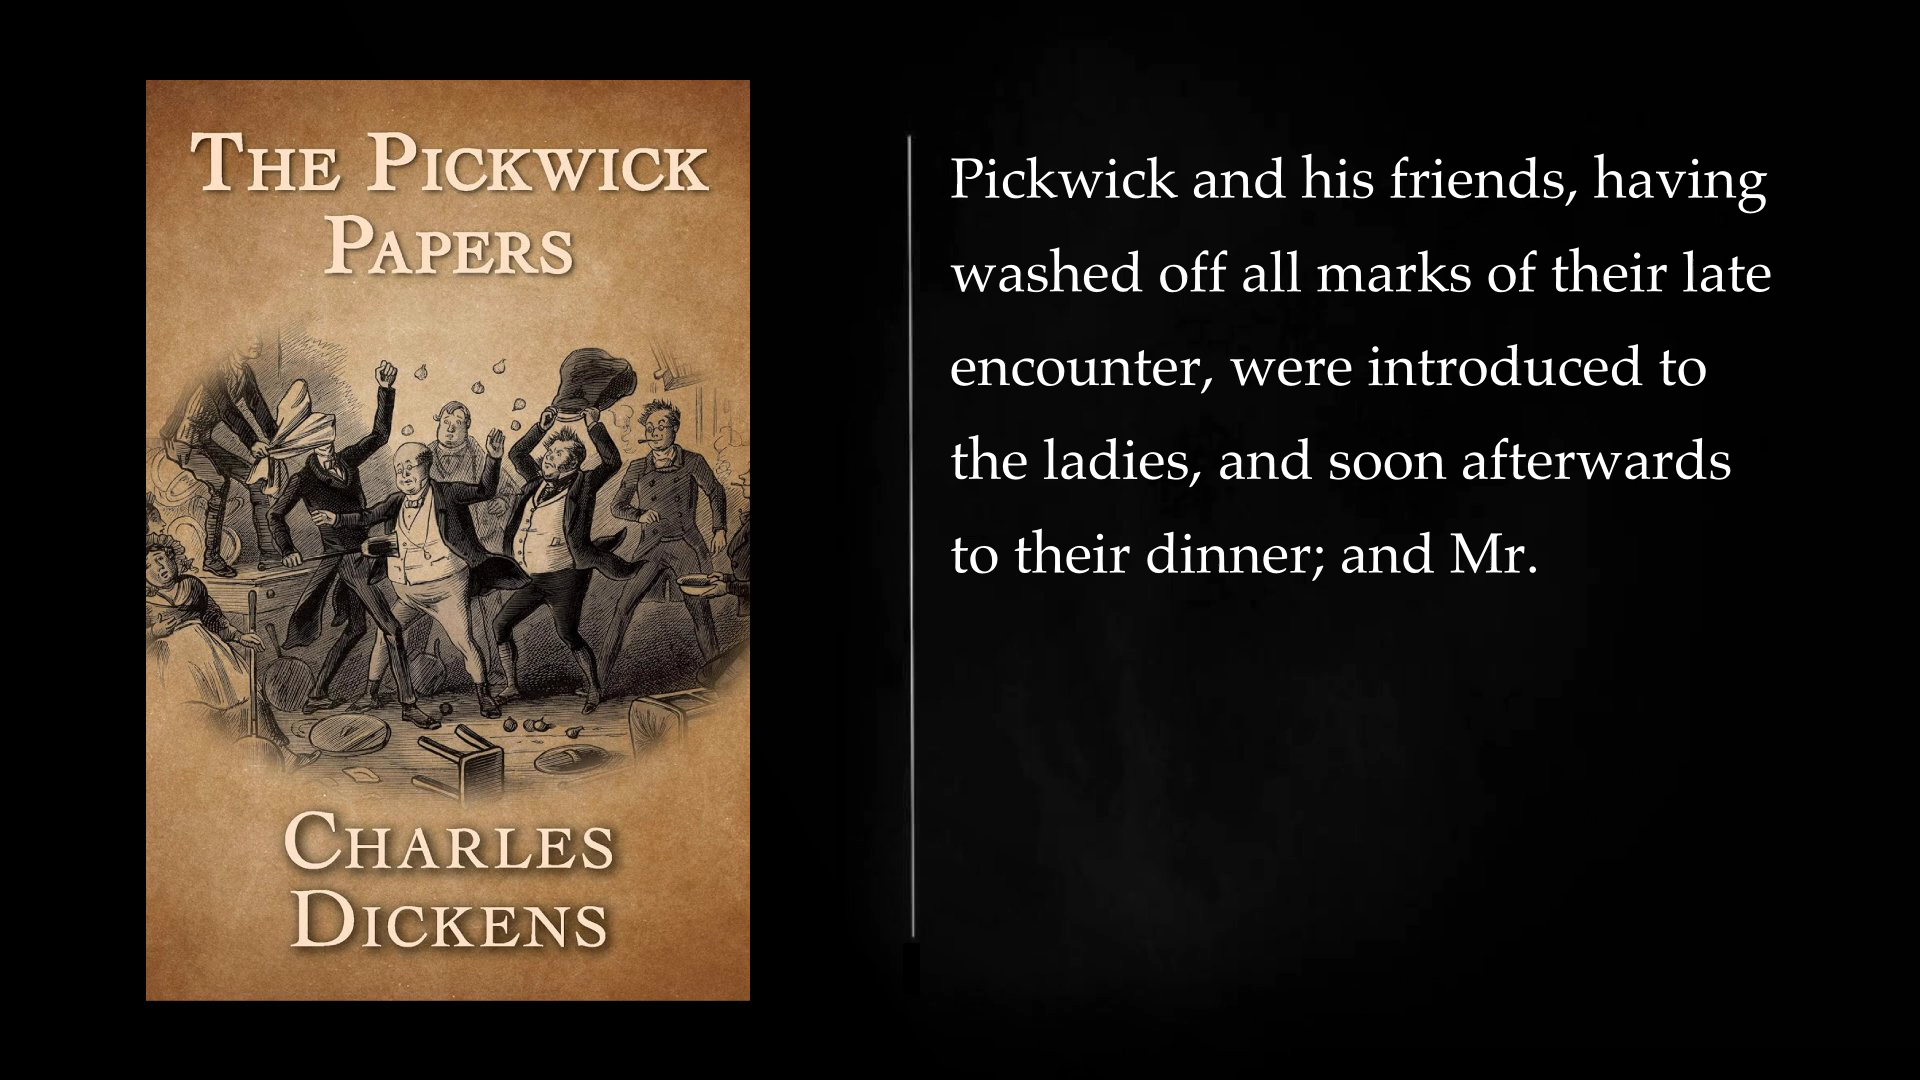 The Pickwick
Papers
Charles
Dickens
Pickwick and his friends, having
washed off all marks of their late
encounter, were introduced to
the ladies, and soon afterwards
to their dinner; and Mr.